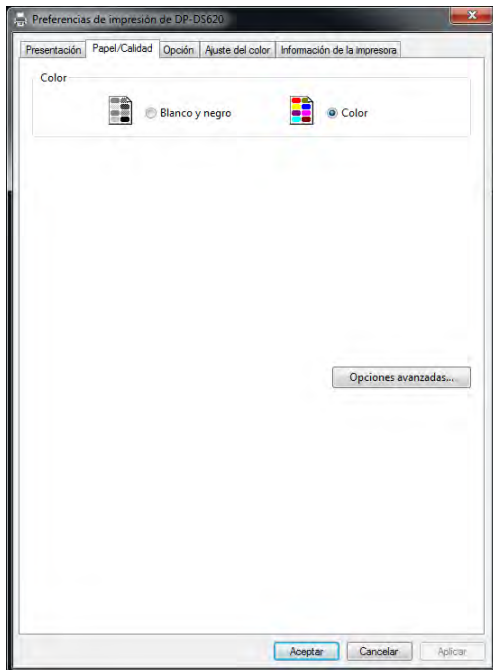 Preferencias de impresión de DP-DS620
Presentación Papel/Calidad Opción Ajuste del color Información de la impresora
Color
Blanco y negro Color
Opciones avanzadas...
Aceptar Cancelar Aplicar